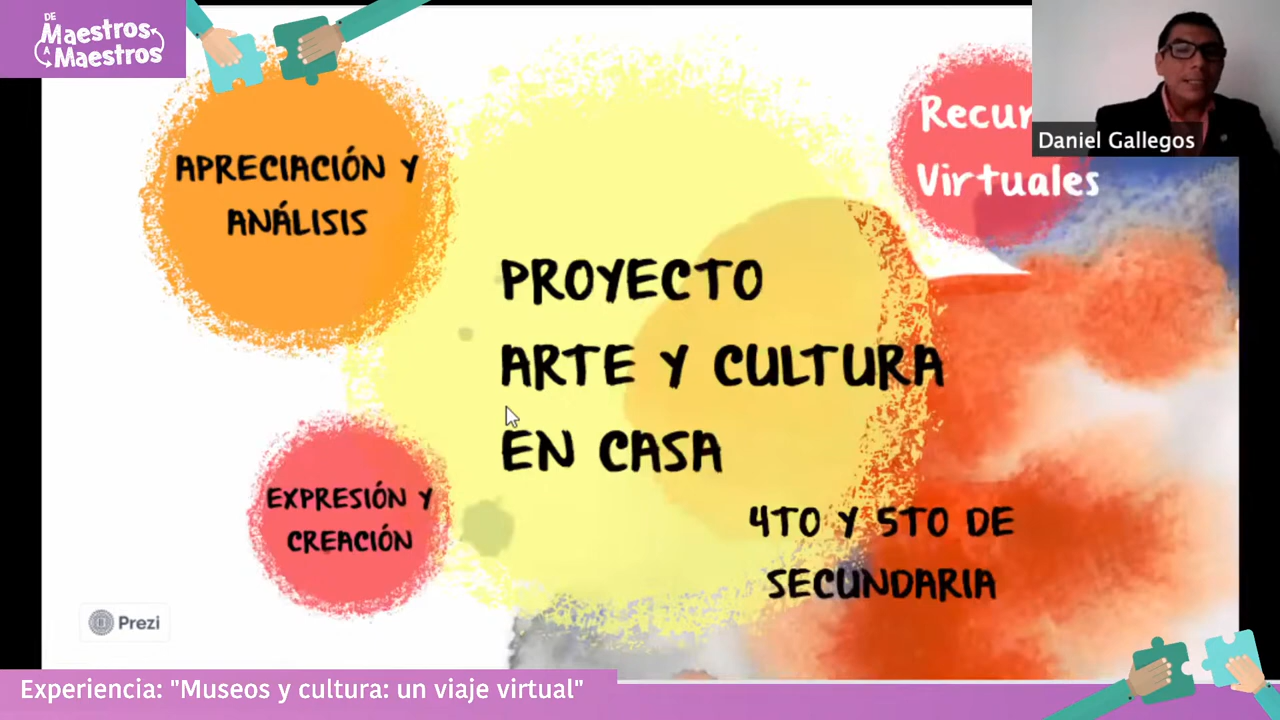 DE
Maestros
A
Maestros
APRECIACIÓN Y
ANÁLISIS
Virtuales
Daniel Gallegos
PROYECTO
ARTE Y CULTURA
EN CASA
EXPRESIÓN Y
CREACIÓN
4TO Y 5TO DE
SECUNDARIA
Prezi
Experiencia: "Museos y cultura: un viaje virtual"